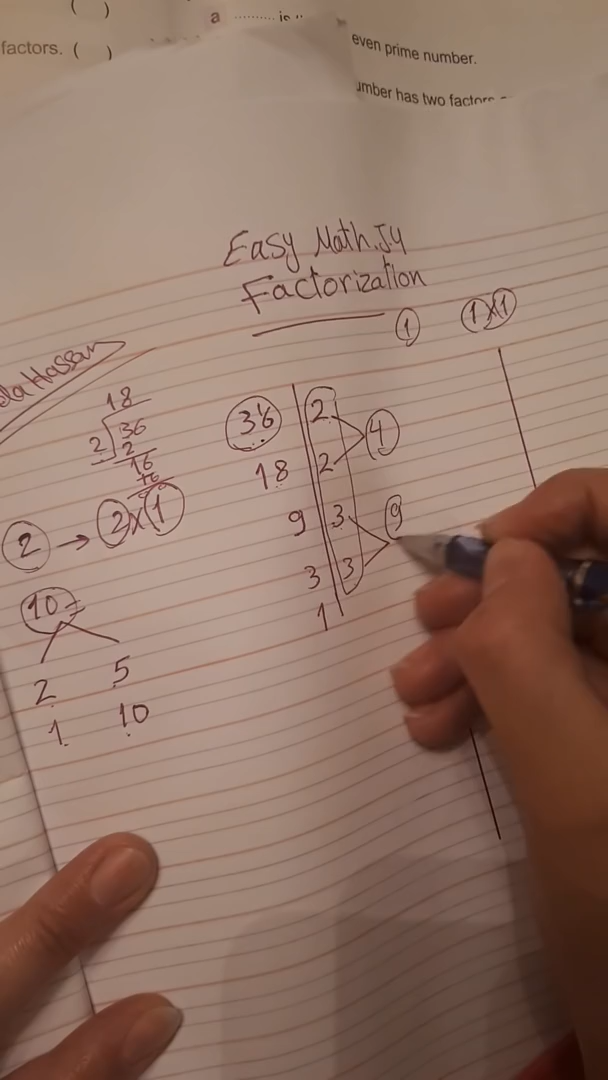 ( )
a .......... is
factors. ( )
even prime number.
umber has two factors
Easy Math.J4
Factorization
1 1x1
Hassan
18
2 36
2
16
16
2 → 2x1
36 2
18 2 4
9 3
3 3 9
1
10 =
2 5
1 10